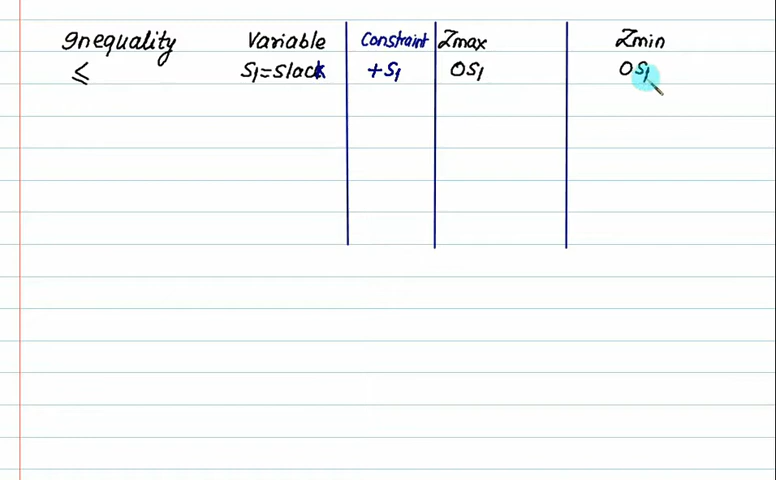 Inequality Variable Constraint Zmax Zmin
≤ S1=Slack +S1 0S1 0S1